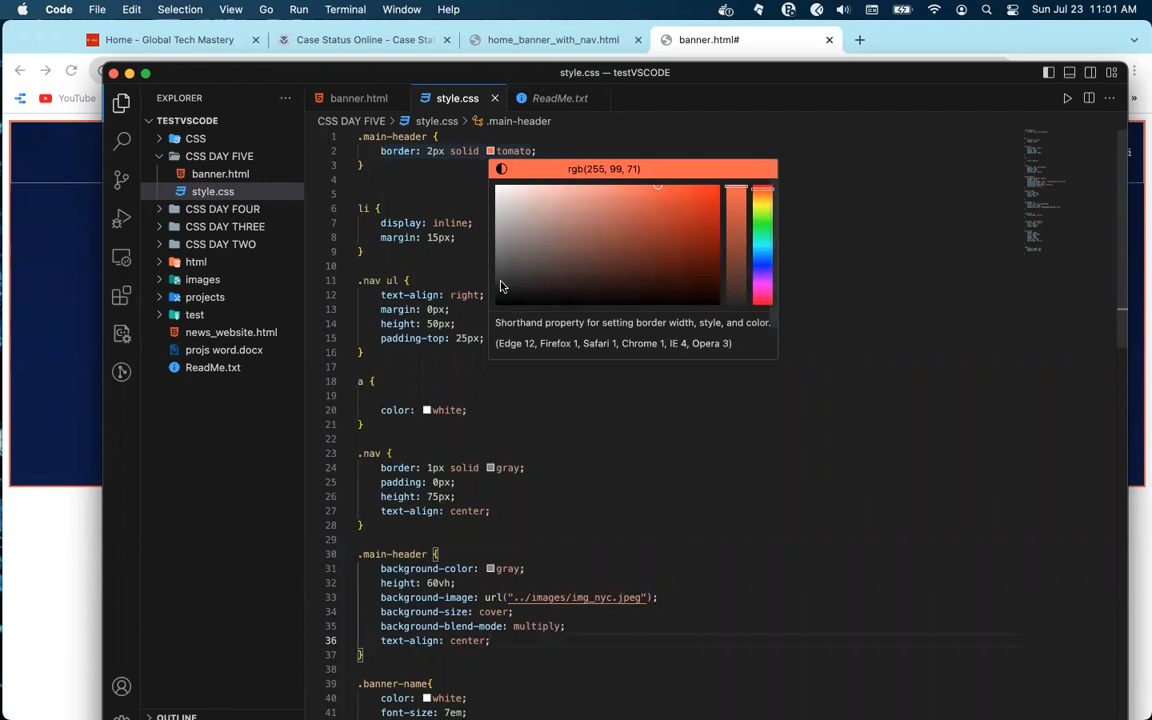 Code File Edit Selection View Go Run Terminal Window Help Sun Jul 23 11:01 AM
Home - Global Tech Mastery Case Status Online - Case Sta home_banner_with_nav.html banner.html#
style.css — testVSCODE
YouTube
EXPLORER
TESTVSCODE
CSS
CSS DAY FIVE
banner.html
style.css
CSS DAY FOUR
CSS DAY THREE
CSS DAY TWO
html
images
projects
test
news_website.html
projs word.docx
ReadMe.txt
OUTLINE
banner.html style.css ReadMe.txt
CSS DAY FIVE > style.css > .main-header
1 .main-header {
2 border: 2px solid tomato;
3 }
4
5
6 li {
7 display: inline;
8 margin: 15px;
9 }
10
11 .nav ul {
12 text-align: right;
13 margin: 0px;
14 height: 50px;
15 padding-top: 25px;
16 }
17
18 a {
19
20 color: white;
21 }
22
23 .nav {
24 border: 1px solid gray;
25 padding: 0px;
26 height: 75px;
27 text-align: center;
28 }
29
30 .main-header {
31 background-color: gray;
32 height: 60vh;
33 background-image: url("../images/img_nyc.jpeg");
34 background-size: cover;
35 background-blend-mode: multiply;
36 text-align: center;
37 }
38
39 .banner-name{
40 color: white;
41 font-size: 7em;
rgb(255, 99, 71)
Shorthand property for setting border width, style, and color.
(Edge 12, Firefox 1, Safari 1, Chrome 1, IE 4, Opera 3)